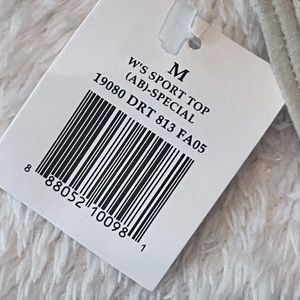 M
W'S SPORT TOP
(AB)-SPECIAL
19080 DRT 813 FA05
8 88052 10098 1